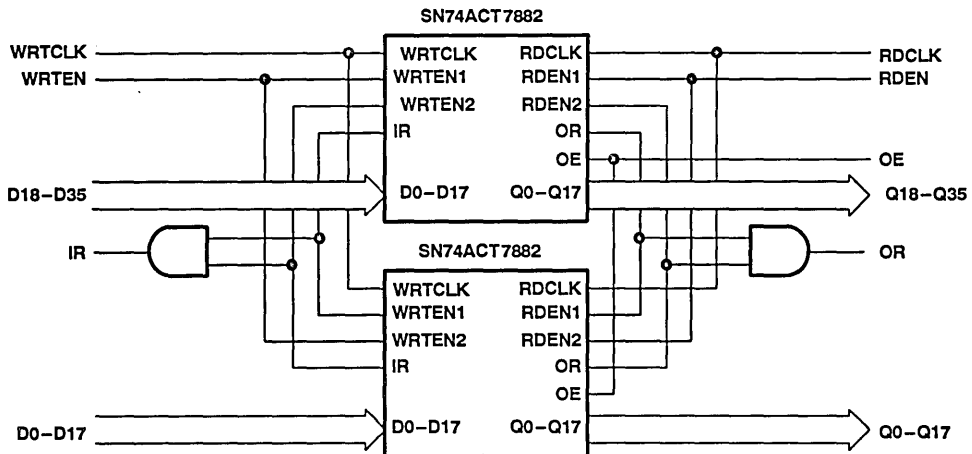 SN74ACT7882
WRTCLK
WRTCLK
RDCLK
RDCLK
WRTEN
WRTEN1
RDEN1
RDEN
WRTEN2
RDEN2
IR
OR
OE
OE
D18–D35
D0–D17
Q0–Q17
Q18–Q35
IR
SN74ACT7882
OR
WRTCLK
RDCLK
WRTEN1
RDEN1
WRTEN2
RDEN2
IR
OR
OE
D0–D17
D0–D17
Q0–Q17
Q0–Q17